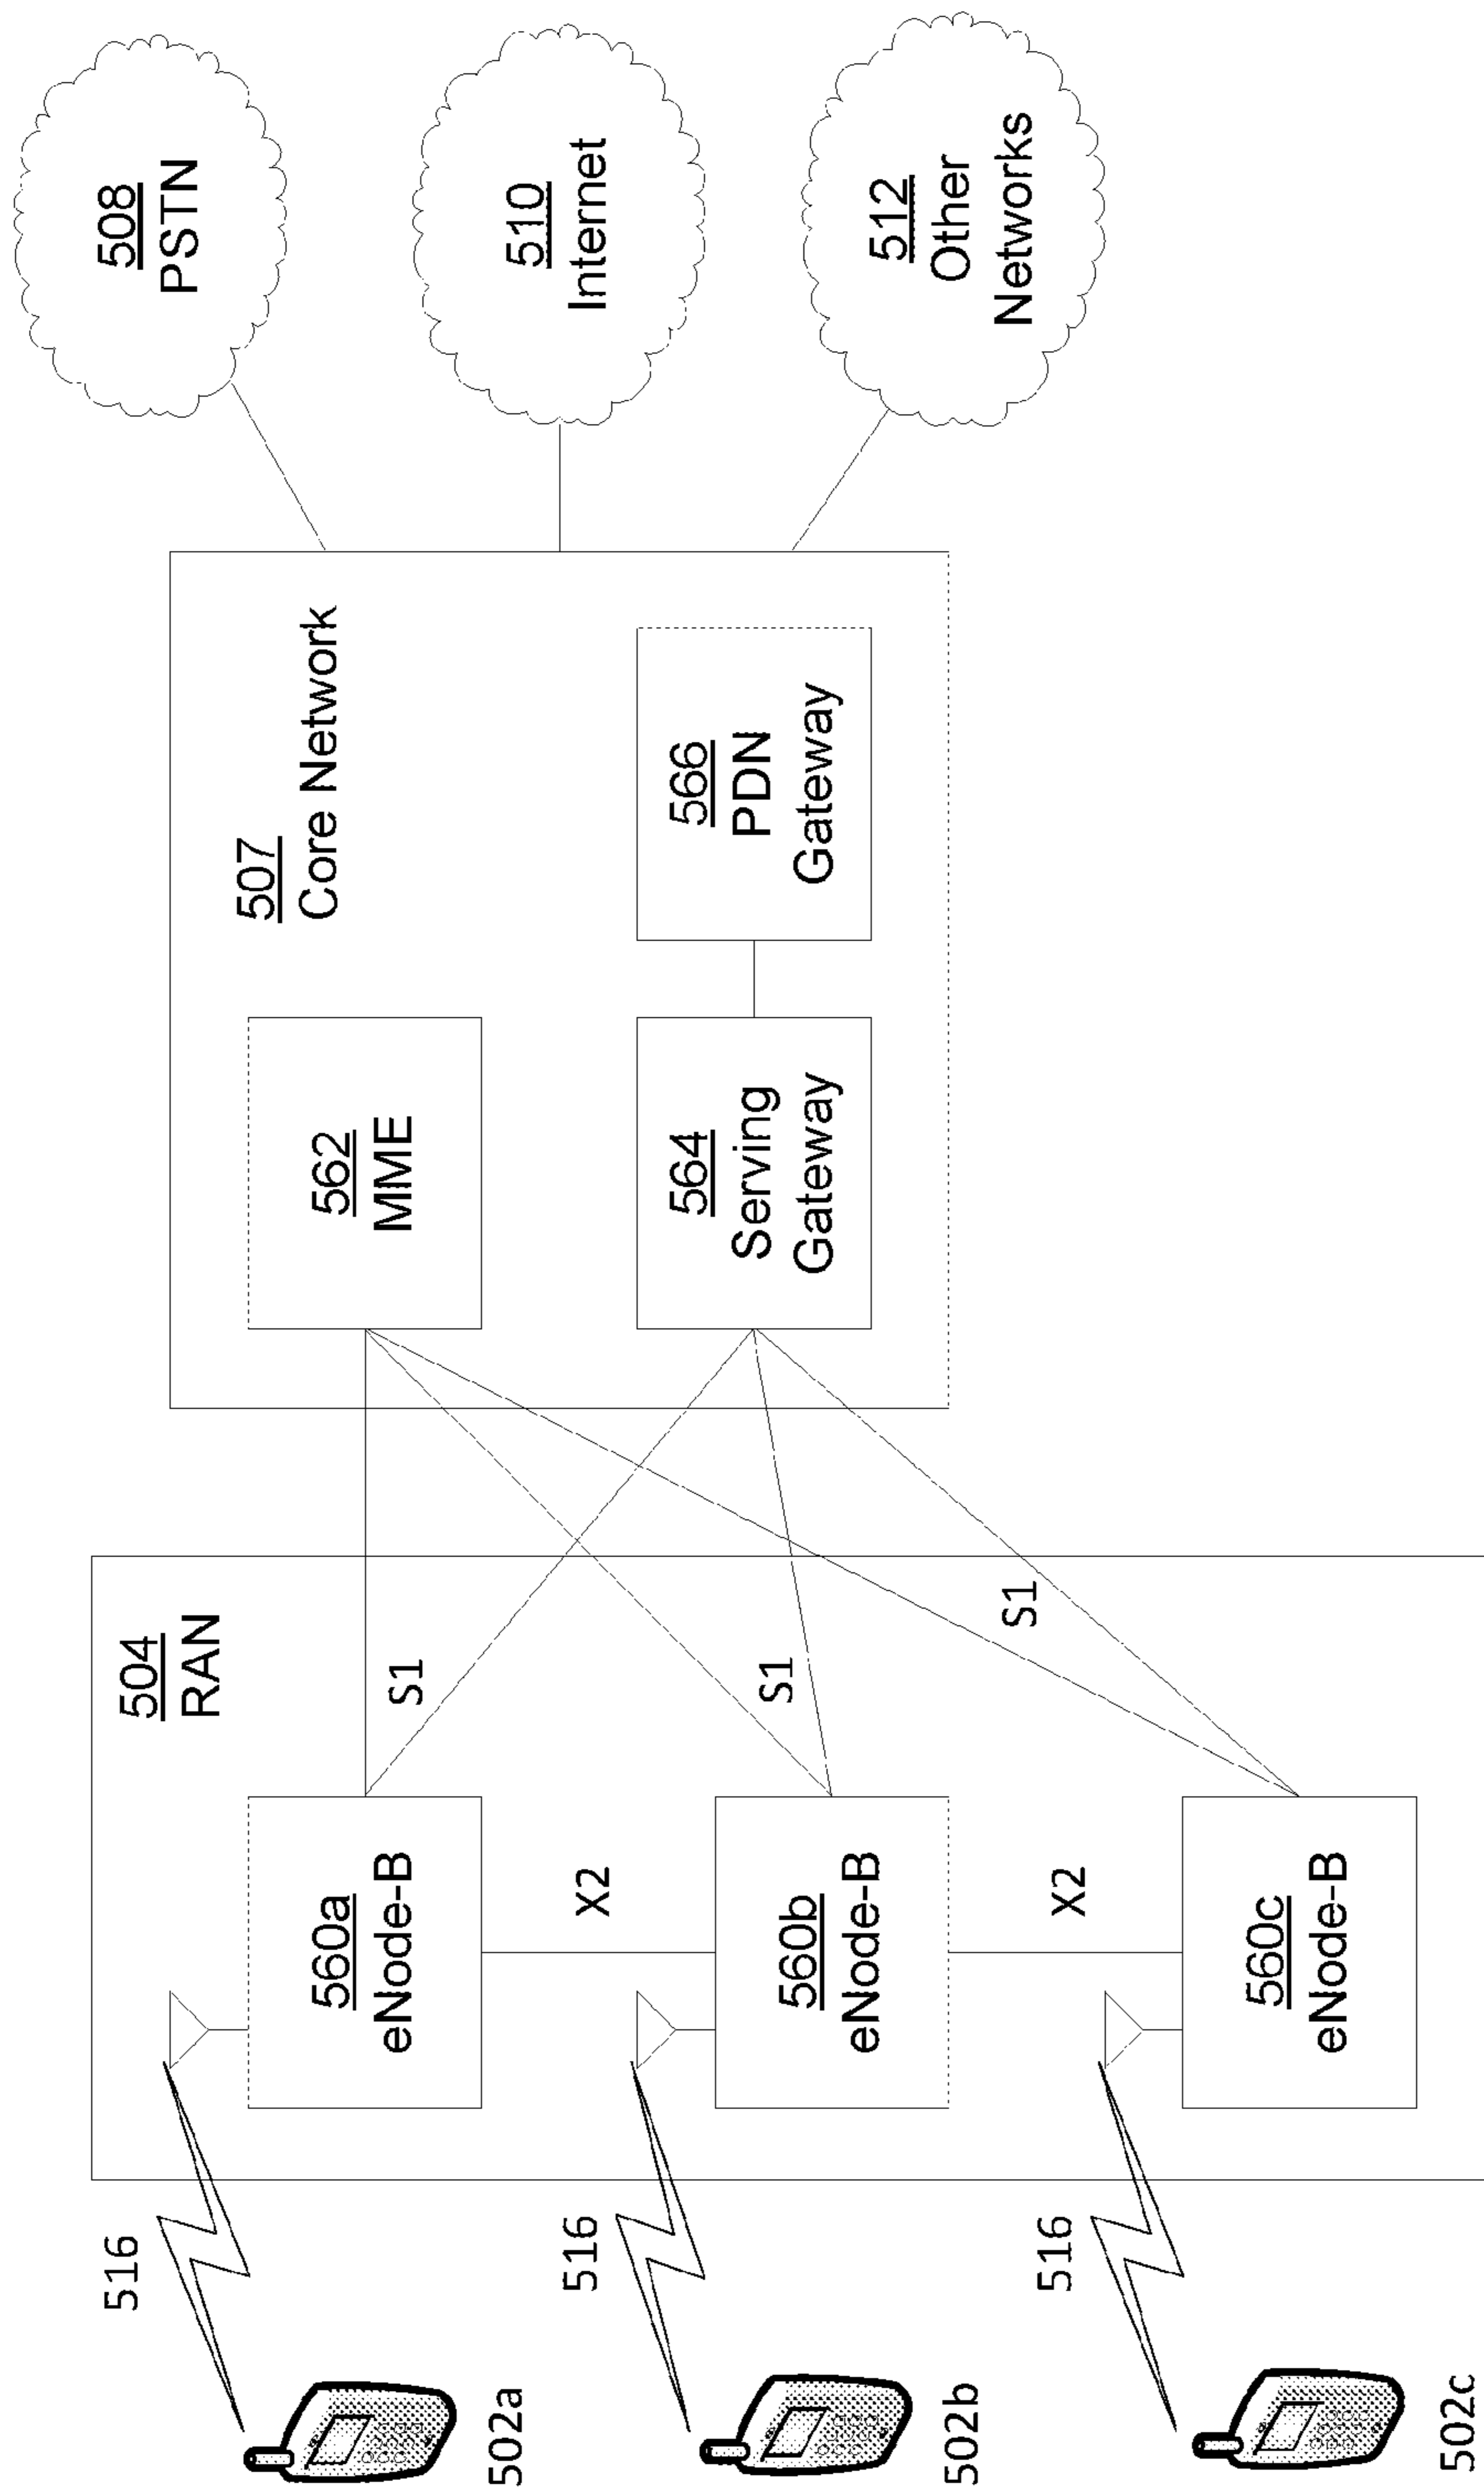 504
RAN
507
Core Network
508
PSTN
516
502a
560a
eNode-B
S1
562
MME
X2
510
Internet
516
502b
560b
eNode-B
S1
564
Serving
Gateway
566
PDN
Gateway
X2
S1
512
Other
Networks
516
502c
560c
eNode-B